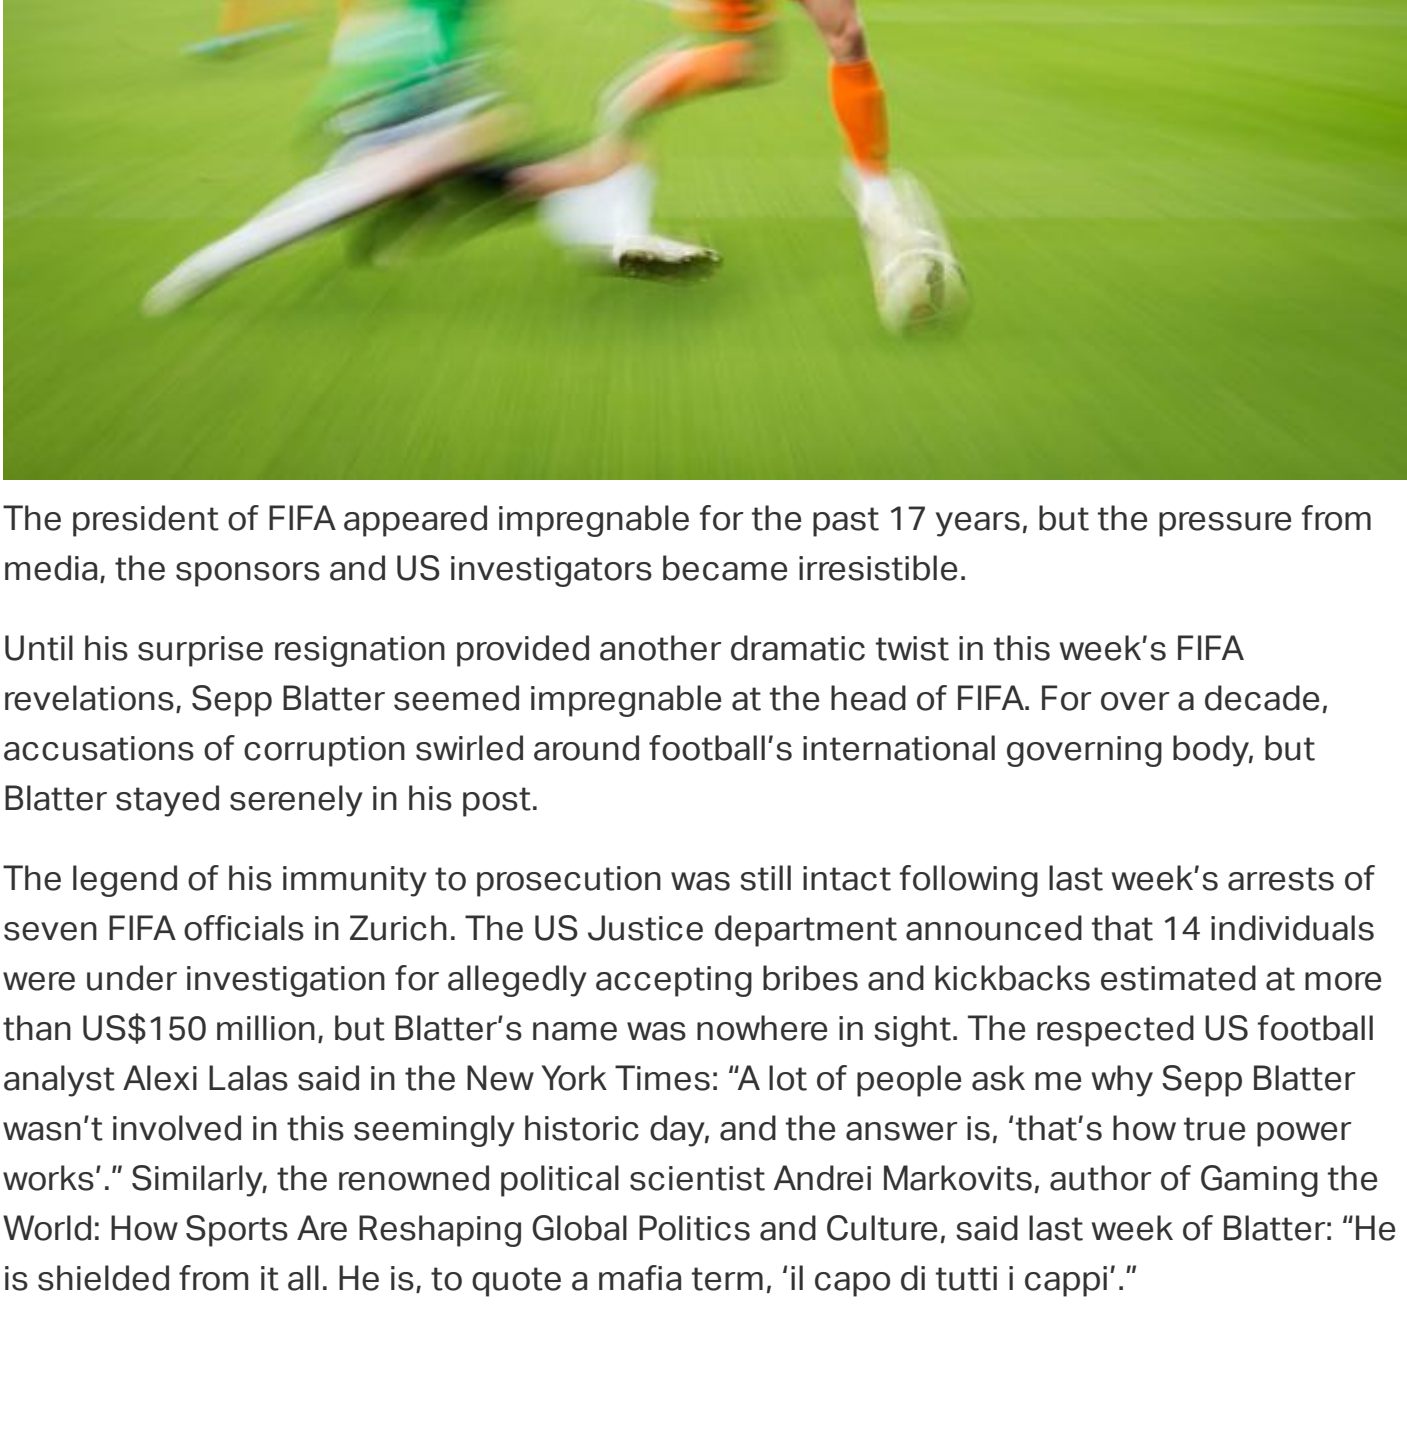 The president of FIFA appeared impregnable for the past 17 years, but the pressure from
media, the sponsors and US investigators became irresistible.
Until his surprise resignation provided another dramatic twist in this week’s FIFA
revelations, Sepp Blatter seemed impregnable at the head of FIFA. For over a decade,
accusations of corruption swirled around football’s international governing body, but
Blatter stayed serenely in his post.
The legend of his immunity to prosecution was still intact following last week’s arrests of
seven FIFA officials in Zurich. The US Justice department announced that 14 individuals
were under investigation for allegedly accepting bribes and kickbacks estimated at more
than US$150 million, but Blatter’s name was nowhere in sight. The respected US football
analyst Alexi Lalas said in the New York Times: “A lot of people ask me why Sepp Blatter
wasn’t involved in this seemingly historic day, and the answer is, ‘that’s how true power
works’.” Similarly, the renowned political scientist Andrei Markovits, author of Gaming the
World: How Sports Are Reshaping Global Politics and Culture, said last week of Blatter: “He
is shielded from it all. He is, to quote a mafia term, ‘il capo di tutti i cappi’.”